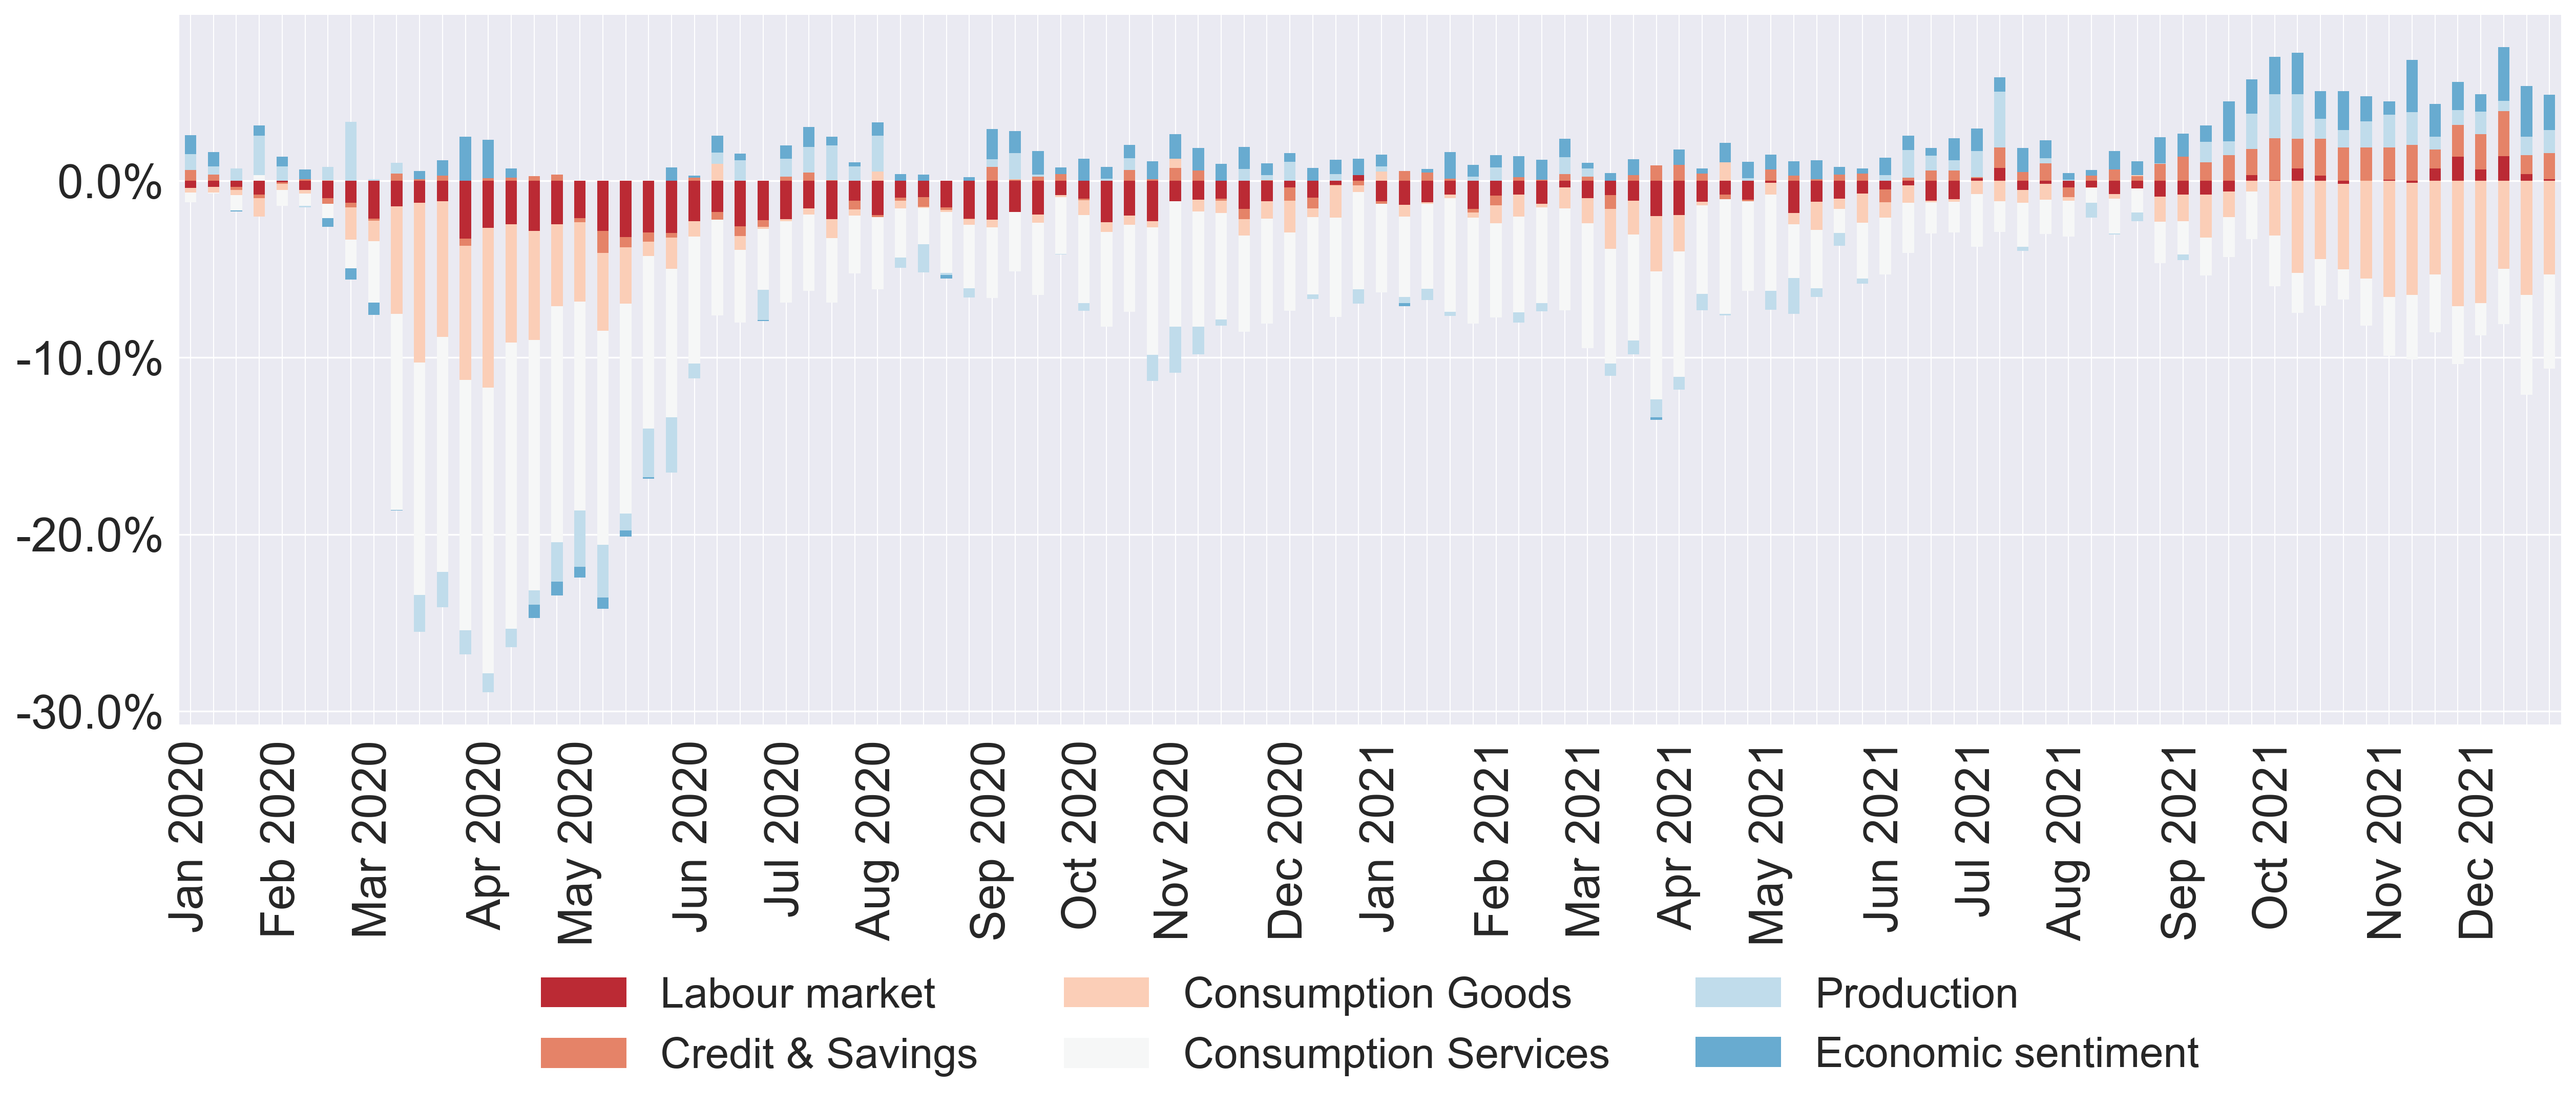 0.0%
-10.0%
-20.0%
-30.0%
Jan 2020
Feb 2020
Mar 2020
Apr 2020
May 2020
Jun 2020
Jul 2020
Aug 2020
Sep 2020
Oct 2020
Nov 2020
Dec 2020
Jan 2021
Feb 2021
Mar 2021
Apr 2021
May 2021
Jun 2021
Jul 2021
Aug 2021
Sep 2021
Oct 2021
Nov 2021
Dec 2021
Labour market
Credit & Savings
Consumption Goods
Consumption Services
Production
Economic sentiment